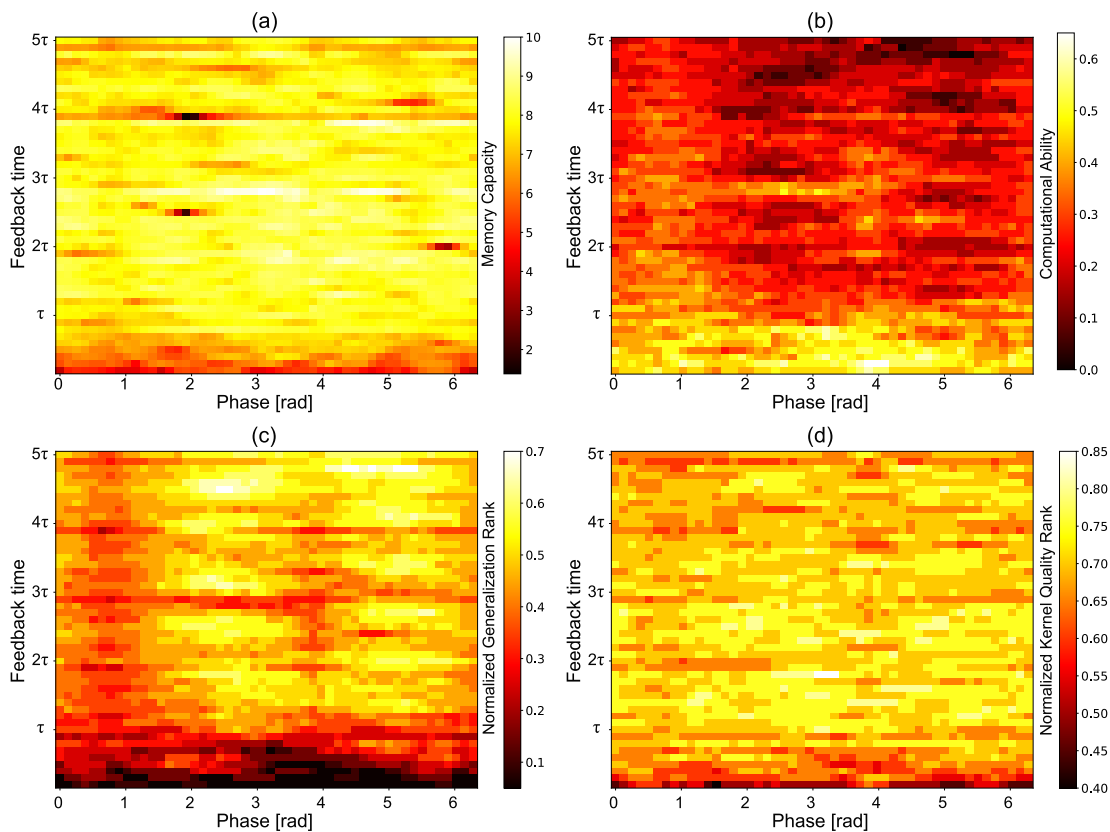 (a)
5τ
4τ
3τ
2τ
τ
Feedback time
0 1 2 3 4 5 6
Phase [rad]
10
9
8
7
6
5
4
3
2
Memory Capacity
(b)
5τ
4τ
3τ
2τ
τ
Feedback time
0 1 2 3 4 5 6
Phase [rad]
0.6
0.5
0.4
0.3
0.2
0.1
0.0
Computational Ability
(c)
5τ
4τ
3τ
2τ
τ
Feedback time
0 1 2 3 4 5 6
Phase [rad]
0.7
0.6
0.5
0.4
0.3
0.2
0.1
Normalized Generalization Rank
(d)
5τ
4τ
3τ
2τ
τ
Feedback time
0 1 2 3 4 5 6
Phase [rad]
0.85
0.80
0.75
0.70
0.65
0.60
0.55
0.50
0.45
0.40
Normalized Kernel Quality Rank